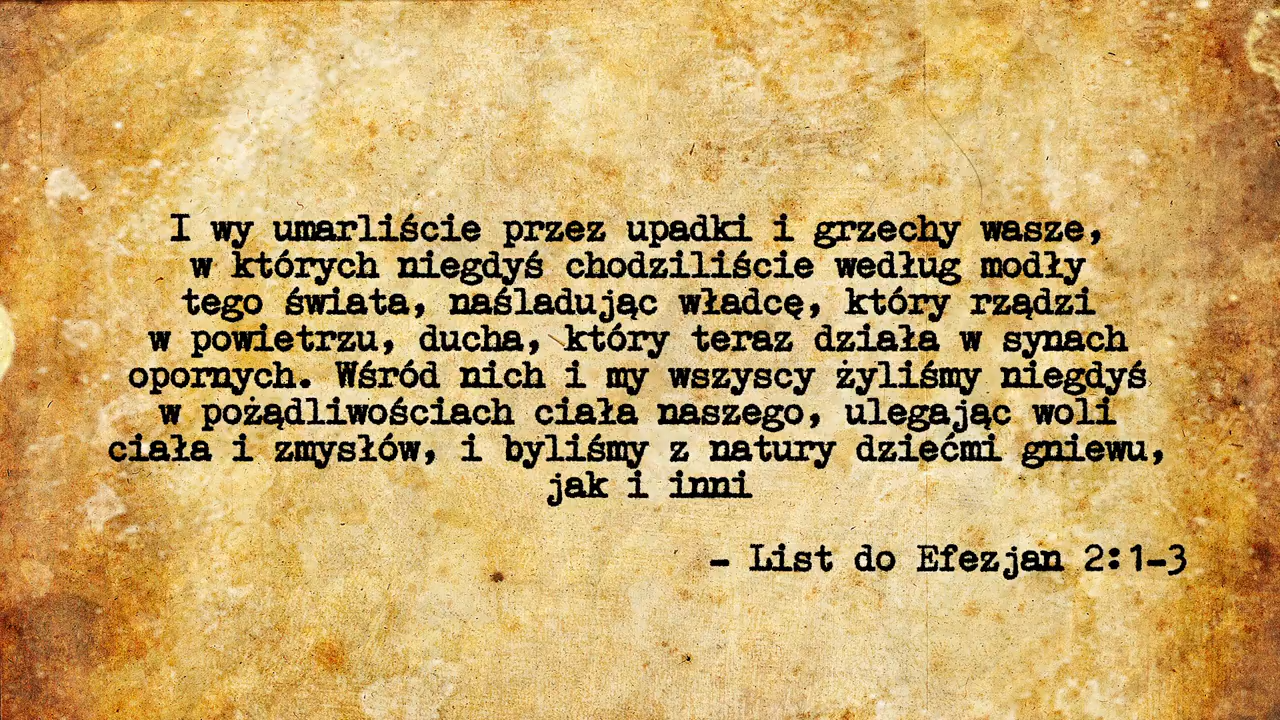 I wy umarliście przez upadki i grzechy wasze,
w których niegdyś chodziliście według modły
tego świata, naśladując władcę, który rządzi
w powietrzu, ducha, który teraz działa w synach
opornych. Wśród nich i my wszyscy żyliśmy niegdyś
w pożądliwościach ciała naszego, ulegając woli
ciała i zmysłów, i byliśmy z natury dziećmi gniewu,
jak i inni
– List do Efezjan 2:1–3